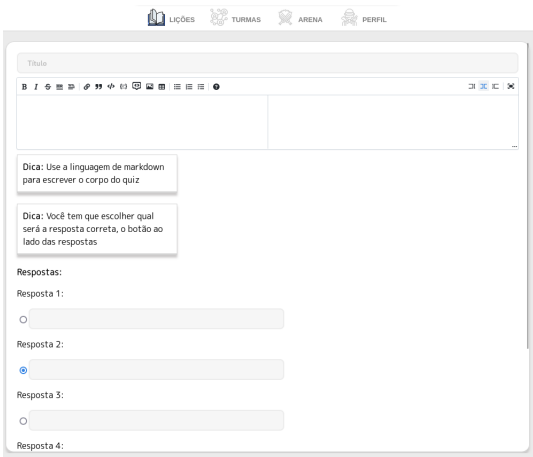 LIÇÕES TURMAS ARENA PERFIL
Título
Dica: Use a linguagem de markdown
para escrever o corpo do quiz
Dica: Você tem que escolher qual
será a resposta correta, o botão ao
lado das respostas
Respostas:
Resposta 1:
Resposta 2:
Resposta 3:
Resposta 4: